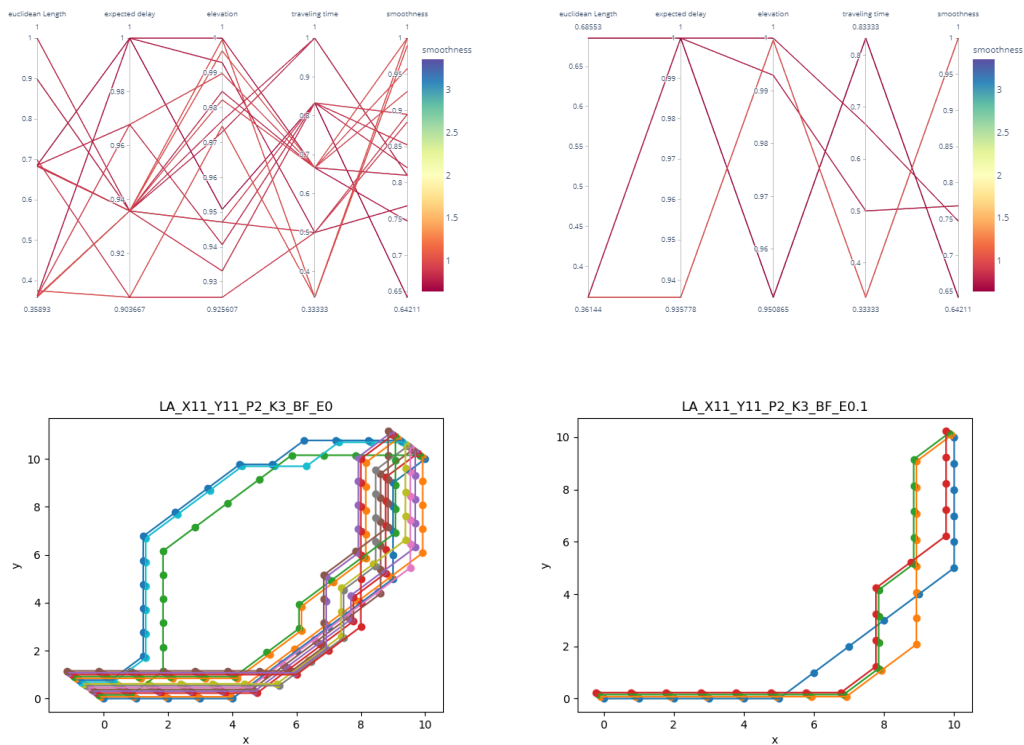 euclidean Length expected delay elevation traveling time smoothness
1 1 1 1 1
smoothness
1 1 1 1 1
0.9 0.98 0.99 0.9 0.95
0.8 0.96 0.98 0.8 0.9
0.7 0.94 0.97 0.7 0.85
0.6 0.92 0.96 0.6 0.8
0.5 0.95 0.5 0.75
0.4 0.94 0.4 0.7
0.93 0.65
0.35893 0.903667 0.925607 0.33333 0.64211
3
2.5
2
1.5
1
euclidean Length expected delay elevation traveling time smoothness
0.68553 1 1 0.83333 1
smoothness
0.65 1 1 0.8 1
0.6 0.99 0.99 0.7 0.95
0.55 0.98 0.98 0.6 0.9
0.5 0.97 0.97 0.5 0.85
0.45 0.96 0.96 0.4 0.8
0.4 0.95 0.75
0.94 0.7
0.65
0.36144 0.935778 0.950865 0.33333 0.64211
3
2.5
2
1.5
1
LA_X11_Y11_P2_K3_BF_E0
10
8
6
4
2
0
y
0 2 4 6 8 10
x
LA_X11_Y11_P2_K3_BF_E0.1
10
8
6
4
2
0
y
0 2 4 6 8 10
x